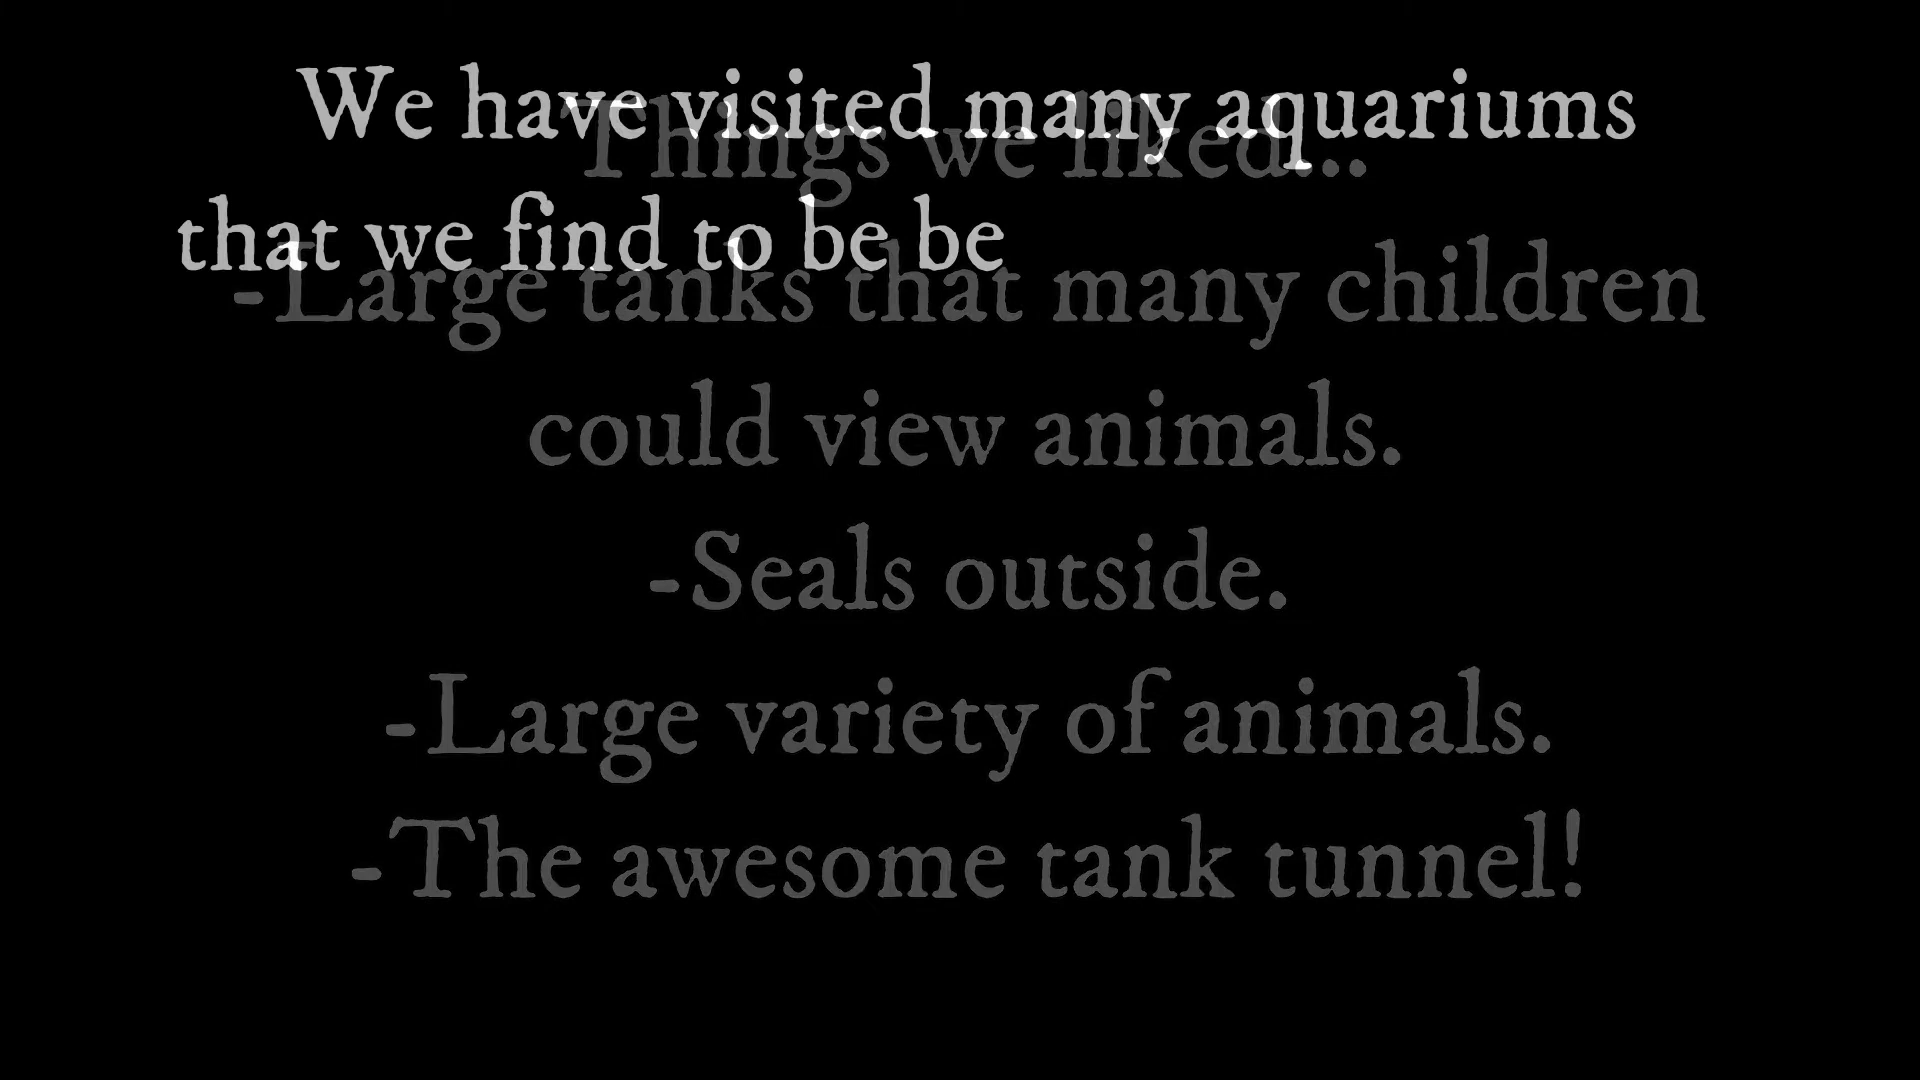 We have visited many aquariums
that we find to be be
Things we liked...
-Large tanks that many children
could view animals.
-Seals outside.
-Large variety of animals.
-The awesome tank tunnel!